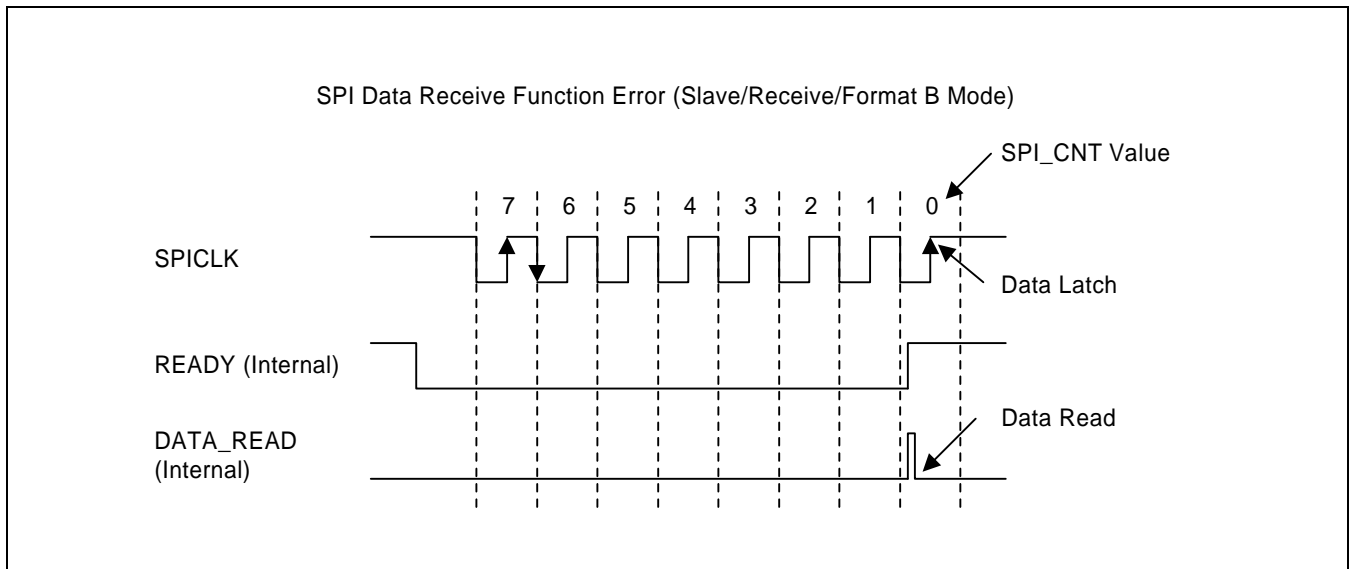 SPI Data Receive Function Error (Slave/Receive/Format B Mode)
SPI_CNT Value
7 6 5 4 3 2 1 0
SPICLK
Data Latch
READY (Internal)
Data Read
DATA_READ
(Internal)